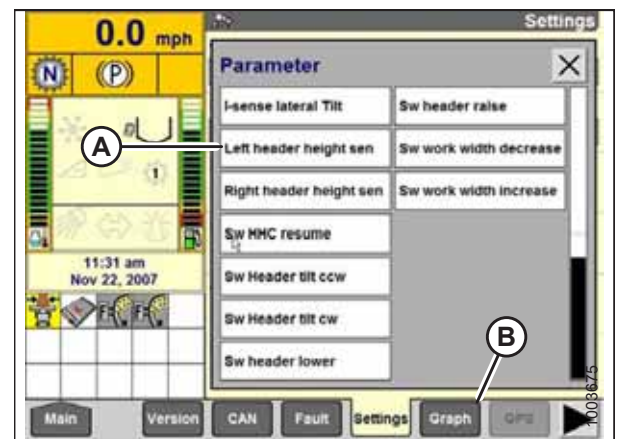 0.0 mph
Settings
N
(P)
Parameter
I-sense lateral Tilt
Sw header raise
A
Left header height sen
Sw work width decrease
1
Right header height sen
Sw work width increase
Sw HHC resume
11:31 am
Nov 22, 2007
Sw Header tilt ccw
Sw Header tilt cw
B
Sw header lower
1003675
Main
Version
CAN
Fault
Settings
Graph